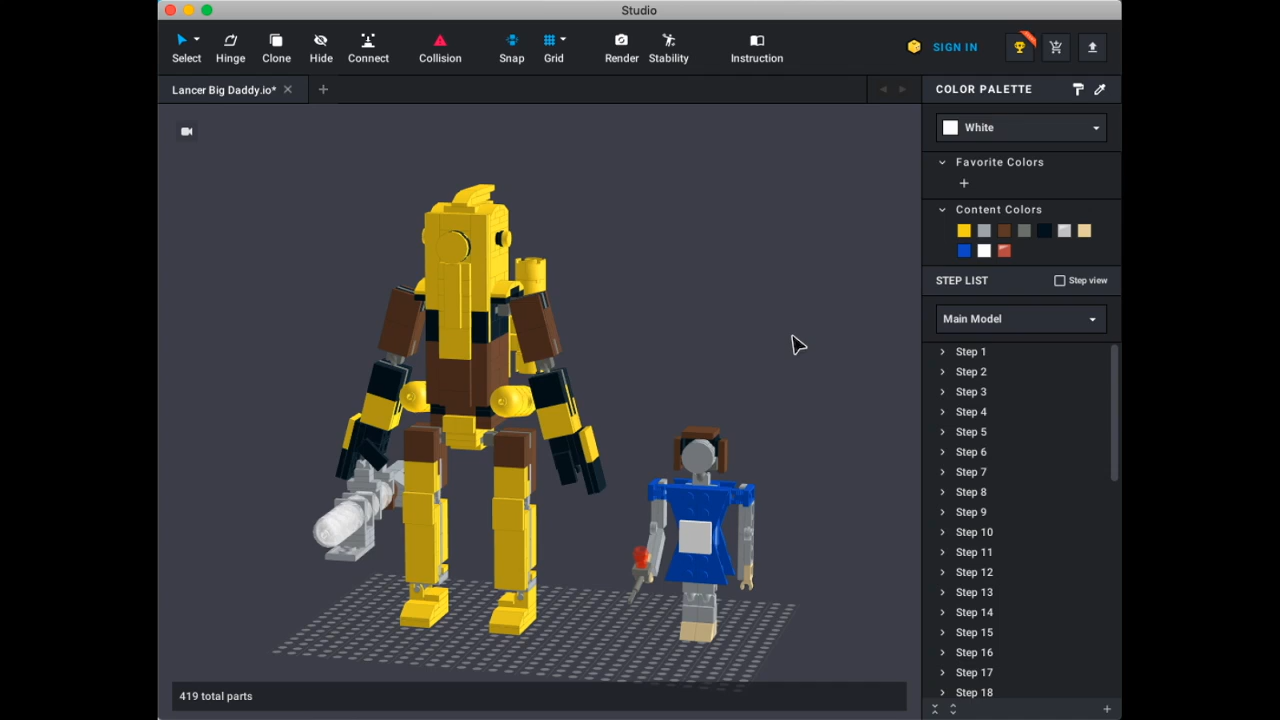 Studio
Select
Hinge
Clone
Hide
Connect
Collision
Snap
Grid
Render
Stability
Instruction
SIGN IN
Lancer Big Daddy.io*
COLOR PALETTE
White
Favorite Colors
Content Colors
STEP LIST
Step view
Main Model
Step 1
Step 2
Step 3
Step 4
Step 5
Step 6
Step 7
Step 8
Step 9
Step 10
Step 11
Step 12
Step 13
Step 14
Step 15
Step 16
Step 17
Step 18
419 total parts